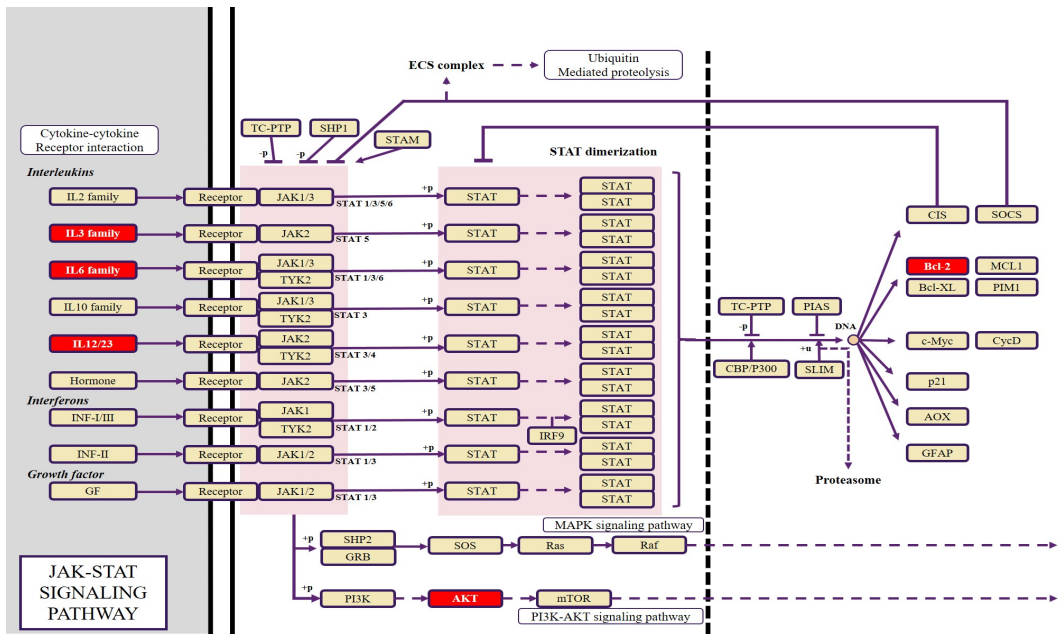 ECS complex
Ubiquitin
Mediated proteolysis
Cytokine-cytokine
Receptor interaction
TC-PTP
SHP1
STAM
-p
-p
STAT dimerization
Interleukins
IL2 family
Receptor
JAK1/3
STAT 1/3/5/6
+p
STAT
STAT
STAT
IL3 family
Receptor
JAK2
STAT 5
+p
STAT
STAT
STAT
IL6 family
Receptor
JAK1/3
TYK2
STAT 1/3/6
+p
STAT
STAT
STAT
IL10 family
Receptor
JAK1/3
TYK2
STAT 3
+p
STAT
STAT
STAT
IL12/23
Receptor
JAK2
TYK2
STAT 3/4
+p
STAT
STAT
STAT
Hormone
Receptor
JAK2
STAT 3/5
+p
STAT
STAT
STAT
Interferons
INF-I/III
Receptor
JAK1
TYK2
STAT 1/2
+p
STAT
IRF9
STAT
STAT
INF-II
Receptor
JAK1/2
STAT 1/3
+p
STAT
STAT
STAT
Growth factor
GF
Receptor
JAK1/2
STAT 1/3
+p
STAT
STAT
STAT
TC-PTP
PIAS
-p
DNA
+u
CBP/P300
SLIM
Proteasome
CIS
SOCS
Bcl-2
MCL1
Bcl-XL
PIM1
c-Myc
CycD
p21
AOX
GFAP
MAPK signaling pathway
+p
SHP2
GRB
SOS
Ras
Raf
+p
PI3K
AKT
mTOR
PI3K-AKT signaling pathway
JAK-STAT
SIGNALING
PATHWAY